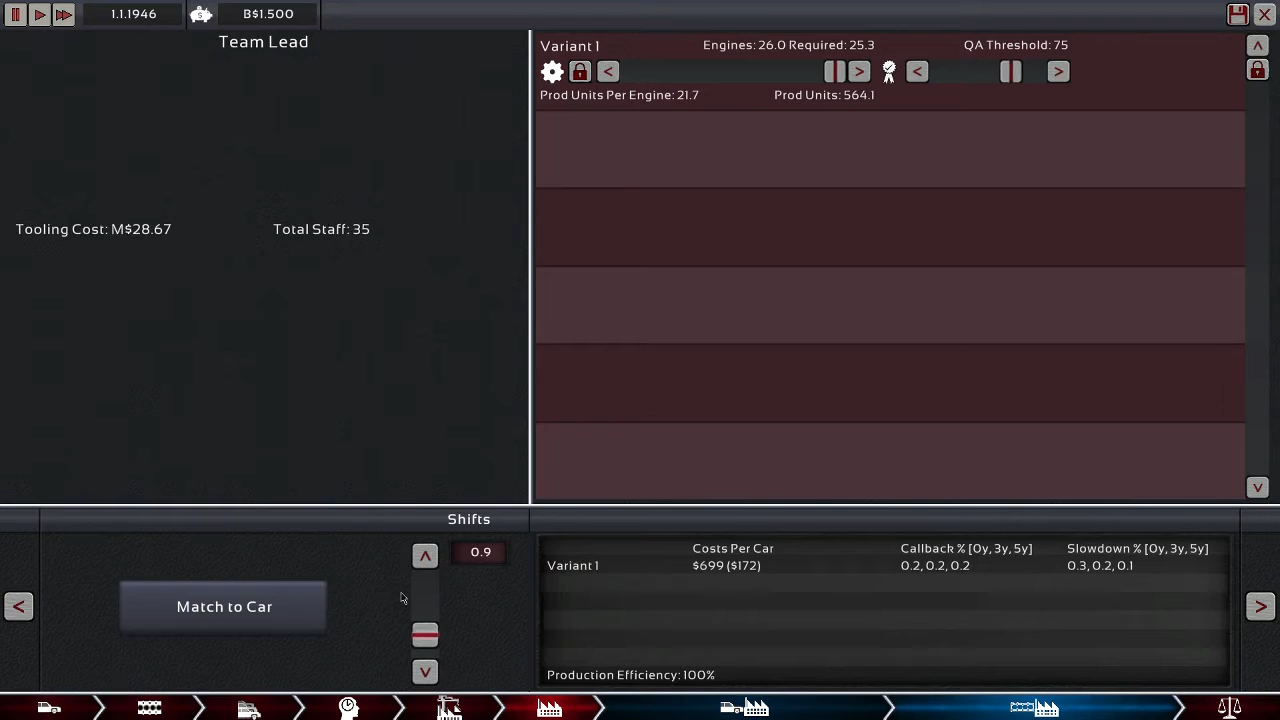 1.1.1946 B$1.500
Team Lead
Variant 1 Engines: 26.0 Required: 25.3 QA Threshold: 75
Prod Units Per Engine: 21.7 Prod Units: 564.1
Tooling Cost: M$28.67 Total Staff: 35
Shifts
0.9
Match to Car
Costs Per Car Callback % [0y, 3y, 5y] Slowdown % [0y, 3y, 5y]
Variant 1 $699 ($172) 0.2, 0.2, 0.2 0.3, 0.2, 0.1
Production Efficiency: 100%